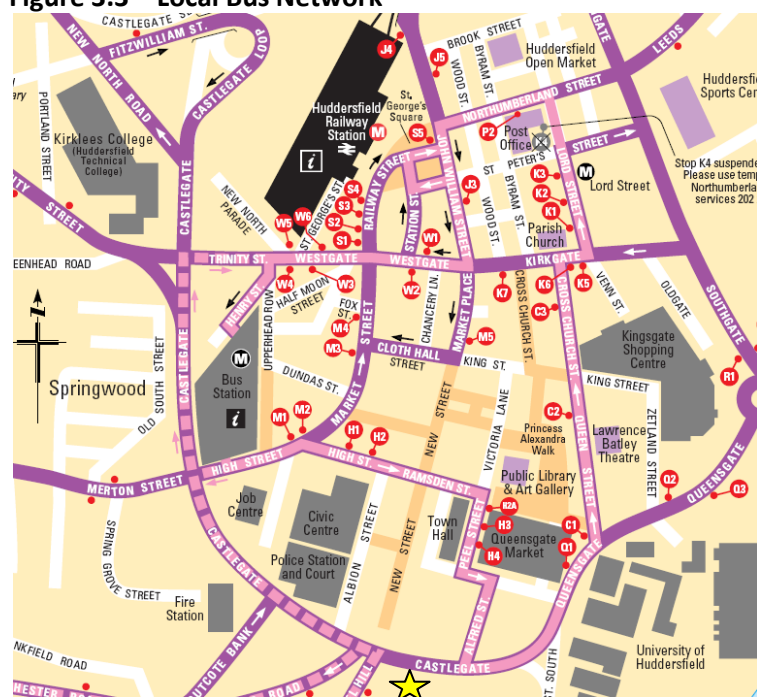 Figure 3.3 Local Bus Network
CASTLEGATE
FITZWILLIAM ST.
NEW NORTH ROAD
CASTLEGATE LOOP
PORTLAND STREET
Kirklees College
(Huddersfield
Technical
College)
J4
J5
BROOK STREET
WOOD ST.
BYRAM ST.
Huddersfield
Open Market
LEEDS
NORTHUMBERLAND STREET
Huddersfield
Railway
Station
M
i
St.
George's
Square
S5
P2
Post
Office
STREET
ST PETER'S
Stop K4 suspende
Please use temp
Northumberla
services 202
M
Lord Street
LORD STREET
K3
K2
K1
Parish
Church
JOHN WILLIAM ST.
J3
WOOD ST.
BYRAM ST.
RAILWAY STREET
STATION ST.
ST GEORGE'S ST.
S4
S3
S2
S1
NEW NORTH
PARADE
W5
W6
W1
STREET
CASTLEGATE
TRINITY ST.
WESTGATE
WESTGATE
KIRKGATE
EENHEAD ROAD
W4
W3
W2
K7
K6
K5
C3
HENRY ST.
HALF MOON
STREET
UPPERHEAD ROW
FOX
ST.
CHANCERY LN.
MARKET PLACE
CROSS CHURCH ST.
CROSS CHURCH ST.
VENN ST.
OLDGATE
SOUTHGATE
N
M4
M3
M5
CLOTH HALL
STREET
KING ST.
KING STREET
Kingsgate
Shopping
Centre
R1
M
Bus
Station
i
Springwood
CASTLEGATE
OLD SOUTH STREET
DUNDAS ST.
MARKET STREET
NEW STREET
VICTORIA LANE
Princess
Alexandra
Walk
C2
QUEEN STREET
Lawrence
Batley
Theatre
ZETLAND STREET
M1
M2
H1
H2
HIGH STREET
HIGH ST.
RAMSDEN ST.
MERTON STREET
Public Library
& Art Gallery
Q2
Q3
QUEENSGATE
Job
Centre
Civic
Centre
Town
Hall
H2A
H3
H4
PEEL STREET
Queensgate
Market
C1
Q1
QUEENSGATE
SPRING GROVE STREET
Police Station
and Court
ALBION STREET
NEW STREET
Fire
Station
CASTLEGATE
ALFRED ST.
University of
Huddersfield
NKFIELD ROAD
OUTCOTE BANK
CASTLEGATE
ST. SOUTH
HESTER ROAD
ROAD